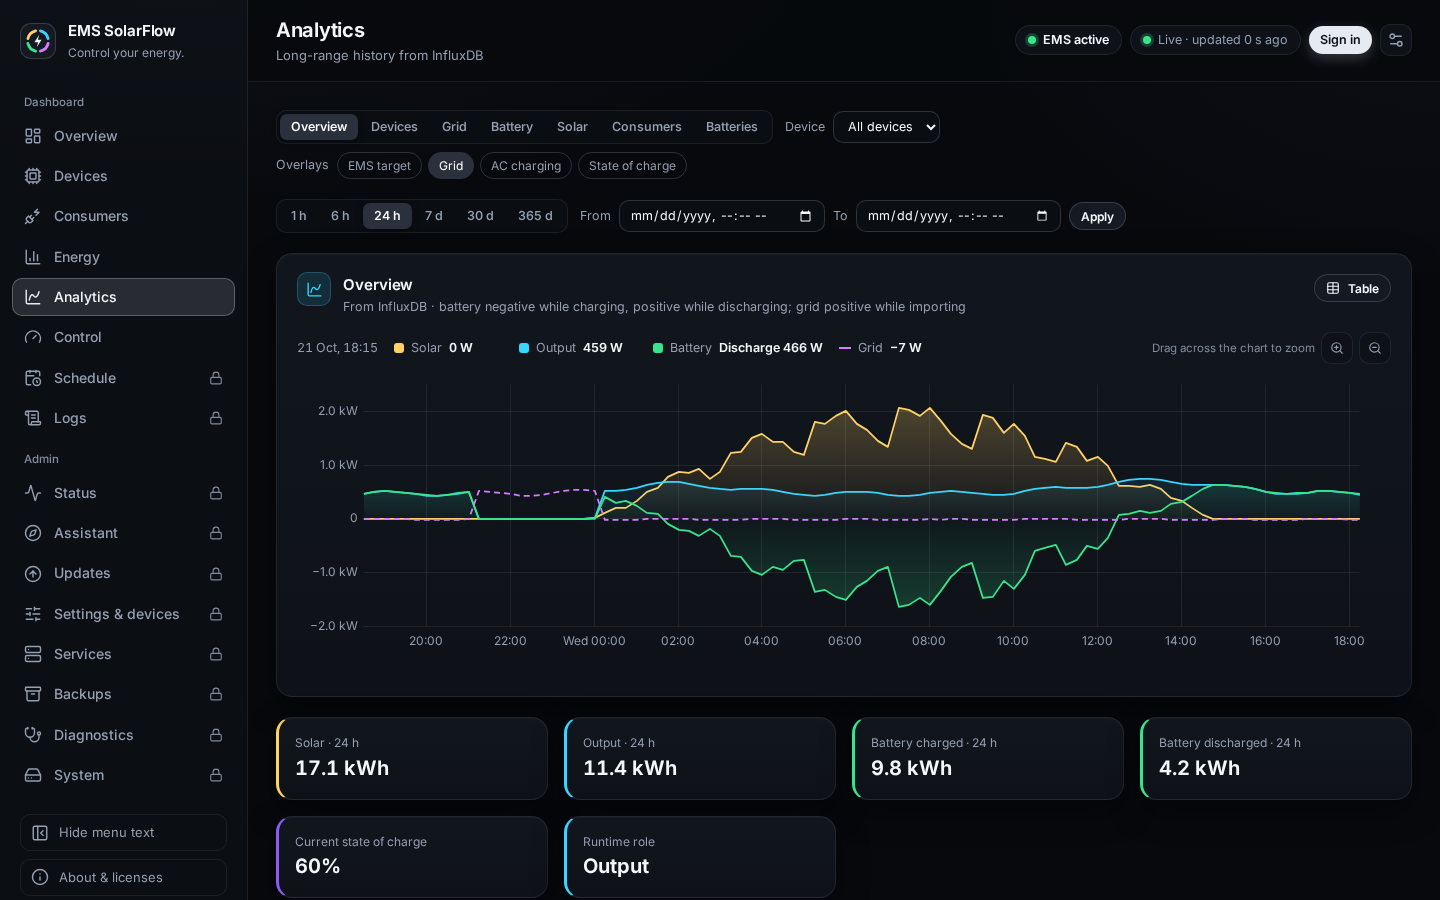 EMS SolarFlow
Control your energy.
Dashboard
Overview
Devices
Consumers
Energy
Analytics
Control
Schedule
Logs
Admin
Status
Assistant
Updates
Settings & devices
Services
Backups
Diagnostics
System
Hide menu text
About & licenses
Analytics
Long-range history from InfluxDB
EMS active
Live · updated 0 s ago
Sign in
Overview Devices Grid Battery Solar Consumers Batteries Device All devices
Overlays EMS target Grid AC charging State of charge
1 h 6 h 24 h 7 d 30 d 365 d From mm/dd/yyyy, --:-- -- To mm/dd/yyyy, --:-- -- Apply
Overview
From InfluxDB · battery negative while charging, positive while discharging; grid positive while importing
Table
21 Oct, 18:15 Solar 0 W Output 459 W Battery Discharge 466 W Grid −7 W Drag across the chart to zoom
2.0 kW
1.0 kW
0
−1.0 kW
−2.0 kW
20:00 22:00 Wed 00:00 02:00 04:00 06:00 08:00 10:00 12:00 14:00 16:00 18:00
Solar · 24 h
17.1 kWh
Output · 24 h
11.4 kWh
Battery charged · 24 h
9.8 kWh
Battery discharged · 24 h
4.2 kWh
Current state of charge
60%
Runtime role
Output